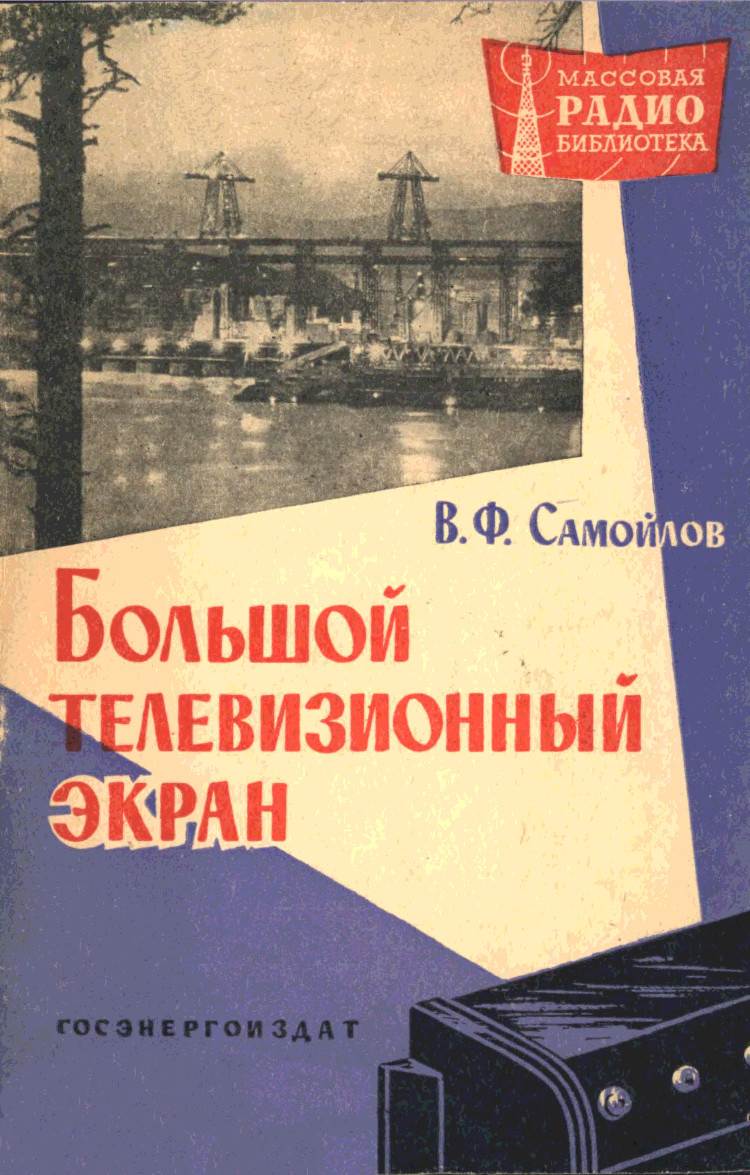 МАССОВАЯ
РАДИО
БИБЛИОТЕКА
В. Ф. Самойлов
Большой
телевизионный
экран
ГОСЭНЕРГОИЗДАТ